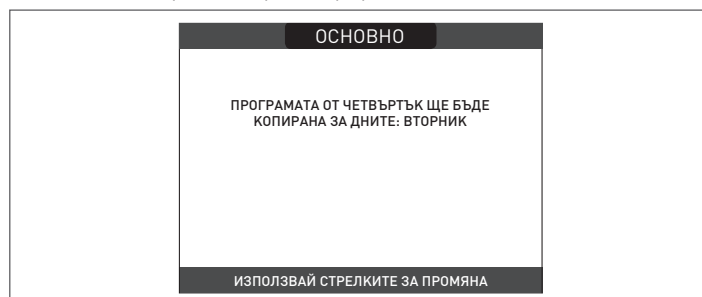 ОСНОВНО
ПРОГРАМАТА ОТ ЧЕТВЪРТЪК ЩЕ БЪДЕ
КОПИРАНА ЗА ДНИТЕ: ВТОРНИК
ИЗПОЛЗВАЙ СТРЕЛКИТЕ ЗА ПРОМЯНА